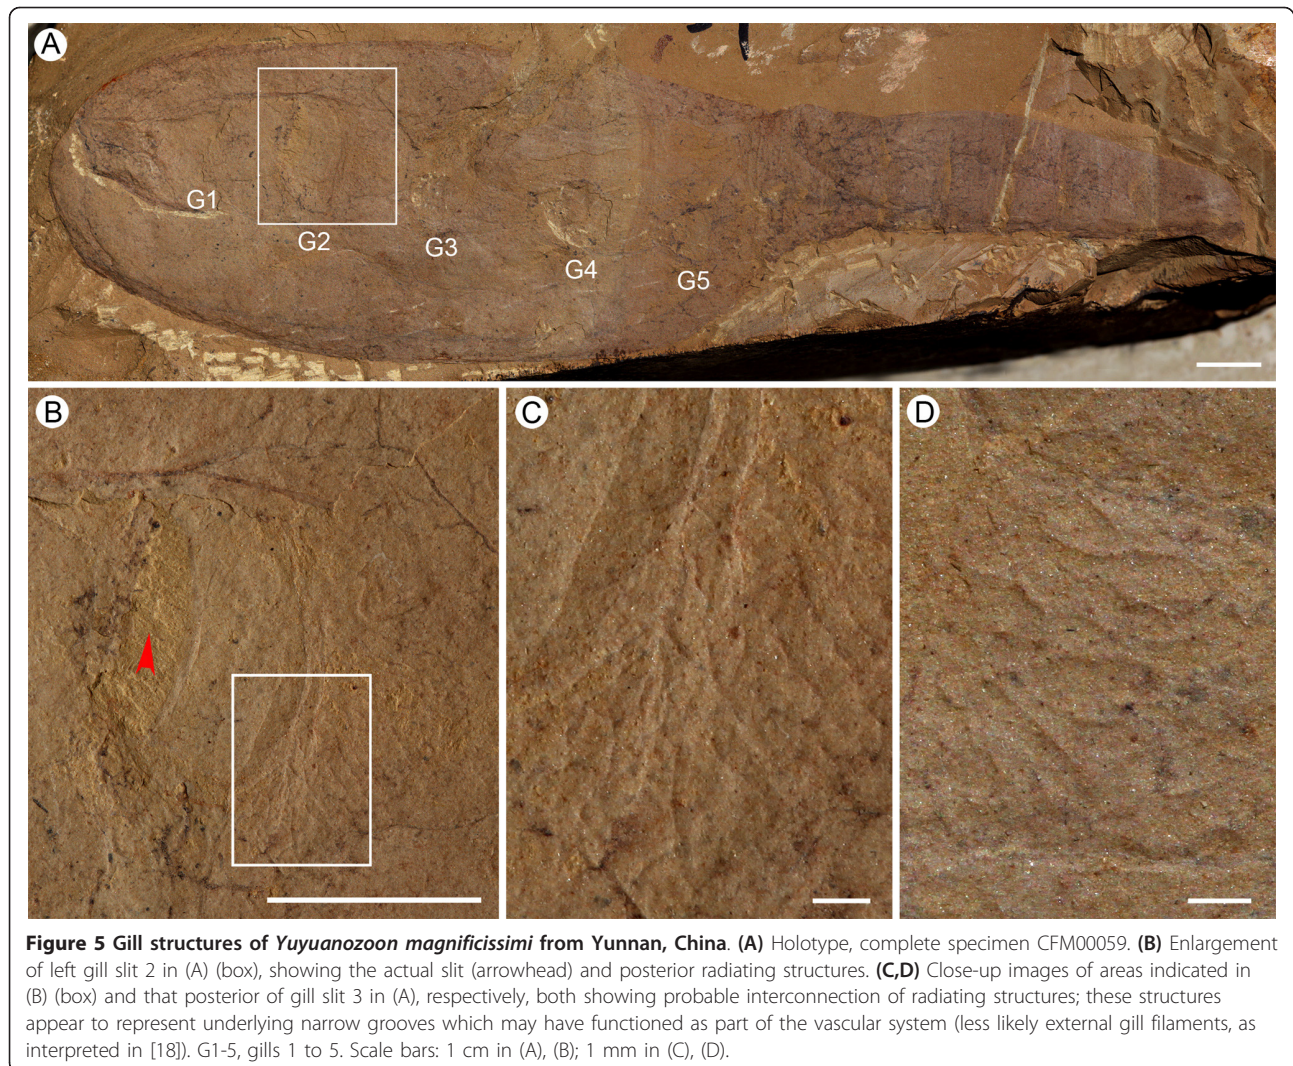 A
G1
G2
G3
G4
G5
B
C
D
Figure 5 Gill structures of Yuyuanozoon magnificissimi from Yunnan, China. (A) Holotype, complete specimen CFM00059. (B) Enlargement
of left gill slit 2 in (A) (box), showing the actual slit (arrowhead) and posterior radiating structures. (C,D) Close-up images of areas indicated in
(B) (box) and that posterior of gill slit 3 in (A), respectively, both showing probable interconnection of radiating structures; these structures
appear to represent underlying narrow grooves which may have functioned as part of the vascular system (less likely external gill filaments, as
interpreted in [18]). G1-5, gills 1 to 5. Scale bars: 1 cm in (A), (B); 1 mm in (C), (D).